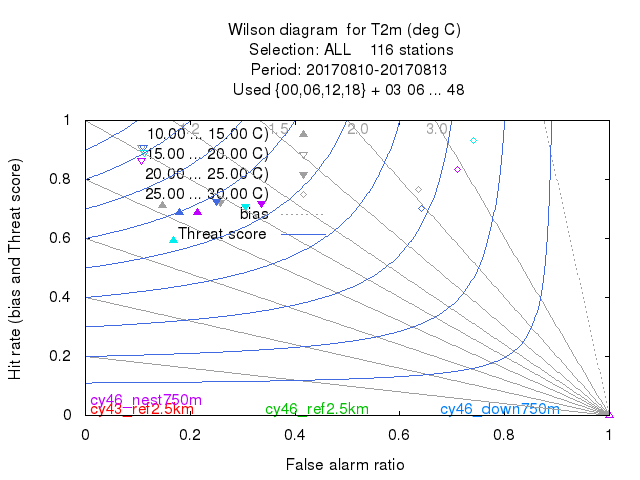 Wilson diagram for T2m (deg C)
Selection: ALL 116 stations
Period: 20170810-20170813
Used {00,06,12,18} + 03 06 ... 48
1.2 1.5 2.0 3.0
10.00 ... 15.00 C)
15.00 ... 20.00 C)
20.00 ... 25.00 C)
25.00 ... 30.00 C)
bias
Threat score
Hit rate (bias and Threat score)
1
0.8
0.6
0.4
0.2
0
cy46_nest750m
cy43_ref2.5km cy46_ref2.5km cy46_down750m
0 0.2 0.4 0.6 0.8 1
False alarm ratio